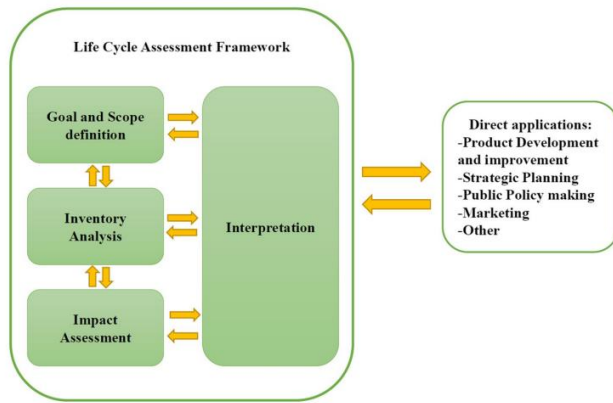 Life Cycle Assessment Framework
Goal and Scope
definition
Inventory
Analysis
Impact
Assessment
Interpretation
Direct applications:
-Product Development
and improvement
-Strategic Planning
-Public Policy making
-Marketing
-Other